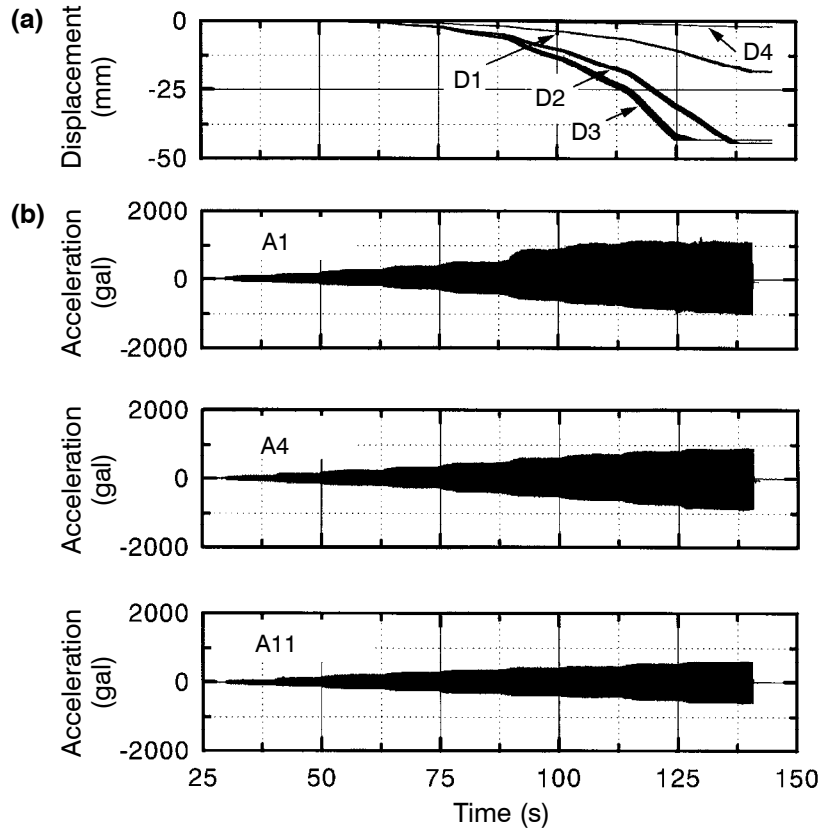 (a)
Displacement
(mm)
0
-25
-50
D1
D2
D3
D4
(b)
Acceleration
(gal)
2000
0
-2000
A1
Acceleration
(gal)
2000
0
-2000
A4
Acceleration
(gal)
2000
0
-2000
A11
25 50 75 100 125 150
Time (s)